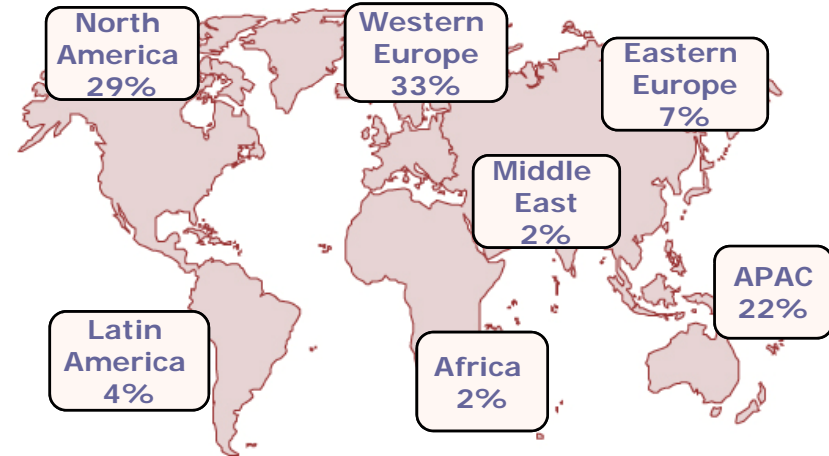 North
America
29%
Western
Europe
33%
Eastern
Europe
7%
Middle
East
2%
APAC
22%
Latin
America
4%
Africa
2%